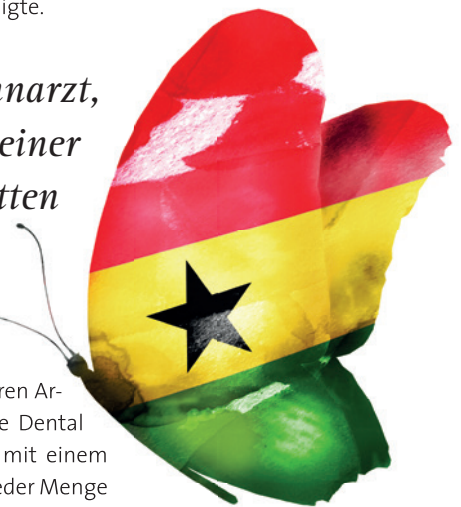 igte.
narzt,
einer
tten
ren Ar-
e Dental
mit einem
eder Menge